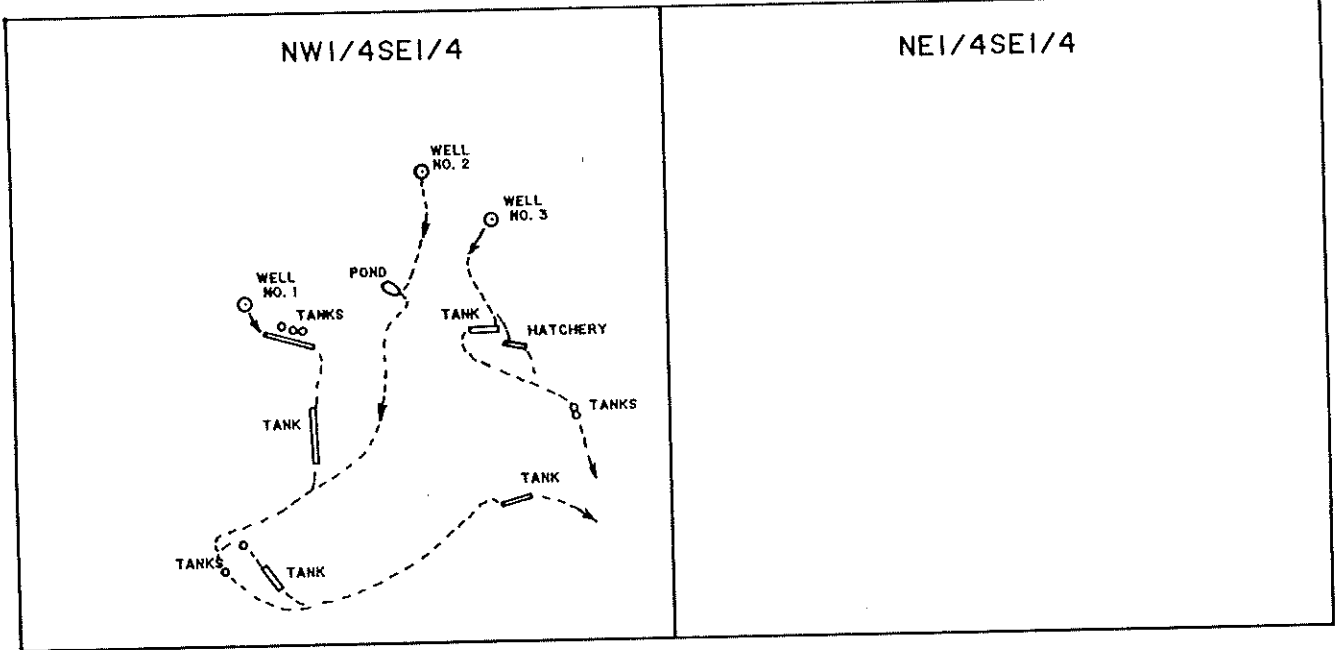 NW1/4SE1/4
NE1/4SE1/4
WELL
NO. 2
WELL
NO. 3
WELL
NO. 1
POND
TANKS
TANK
HATCHERY
TANK
TANKS
TANK
TANKS
TANK